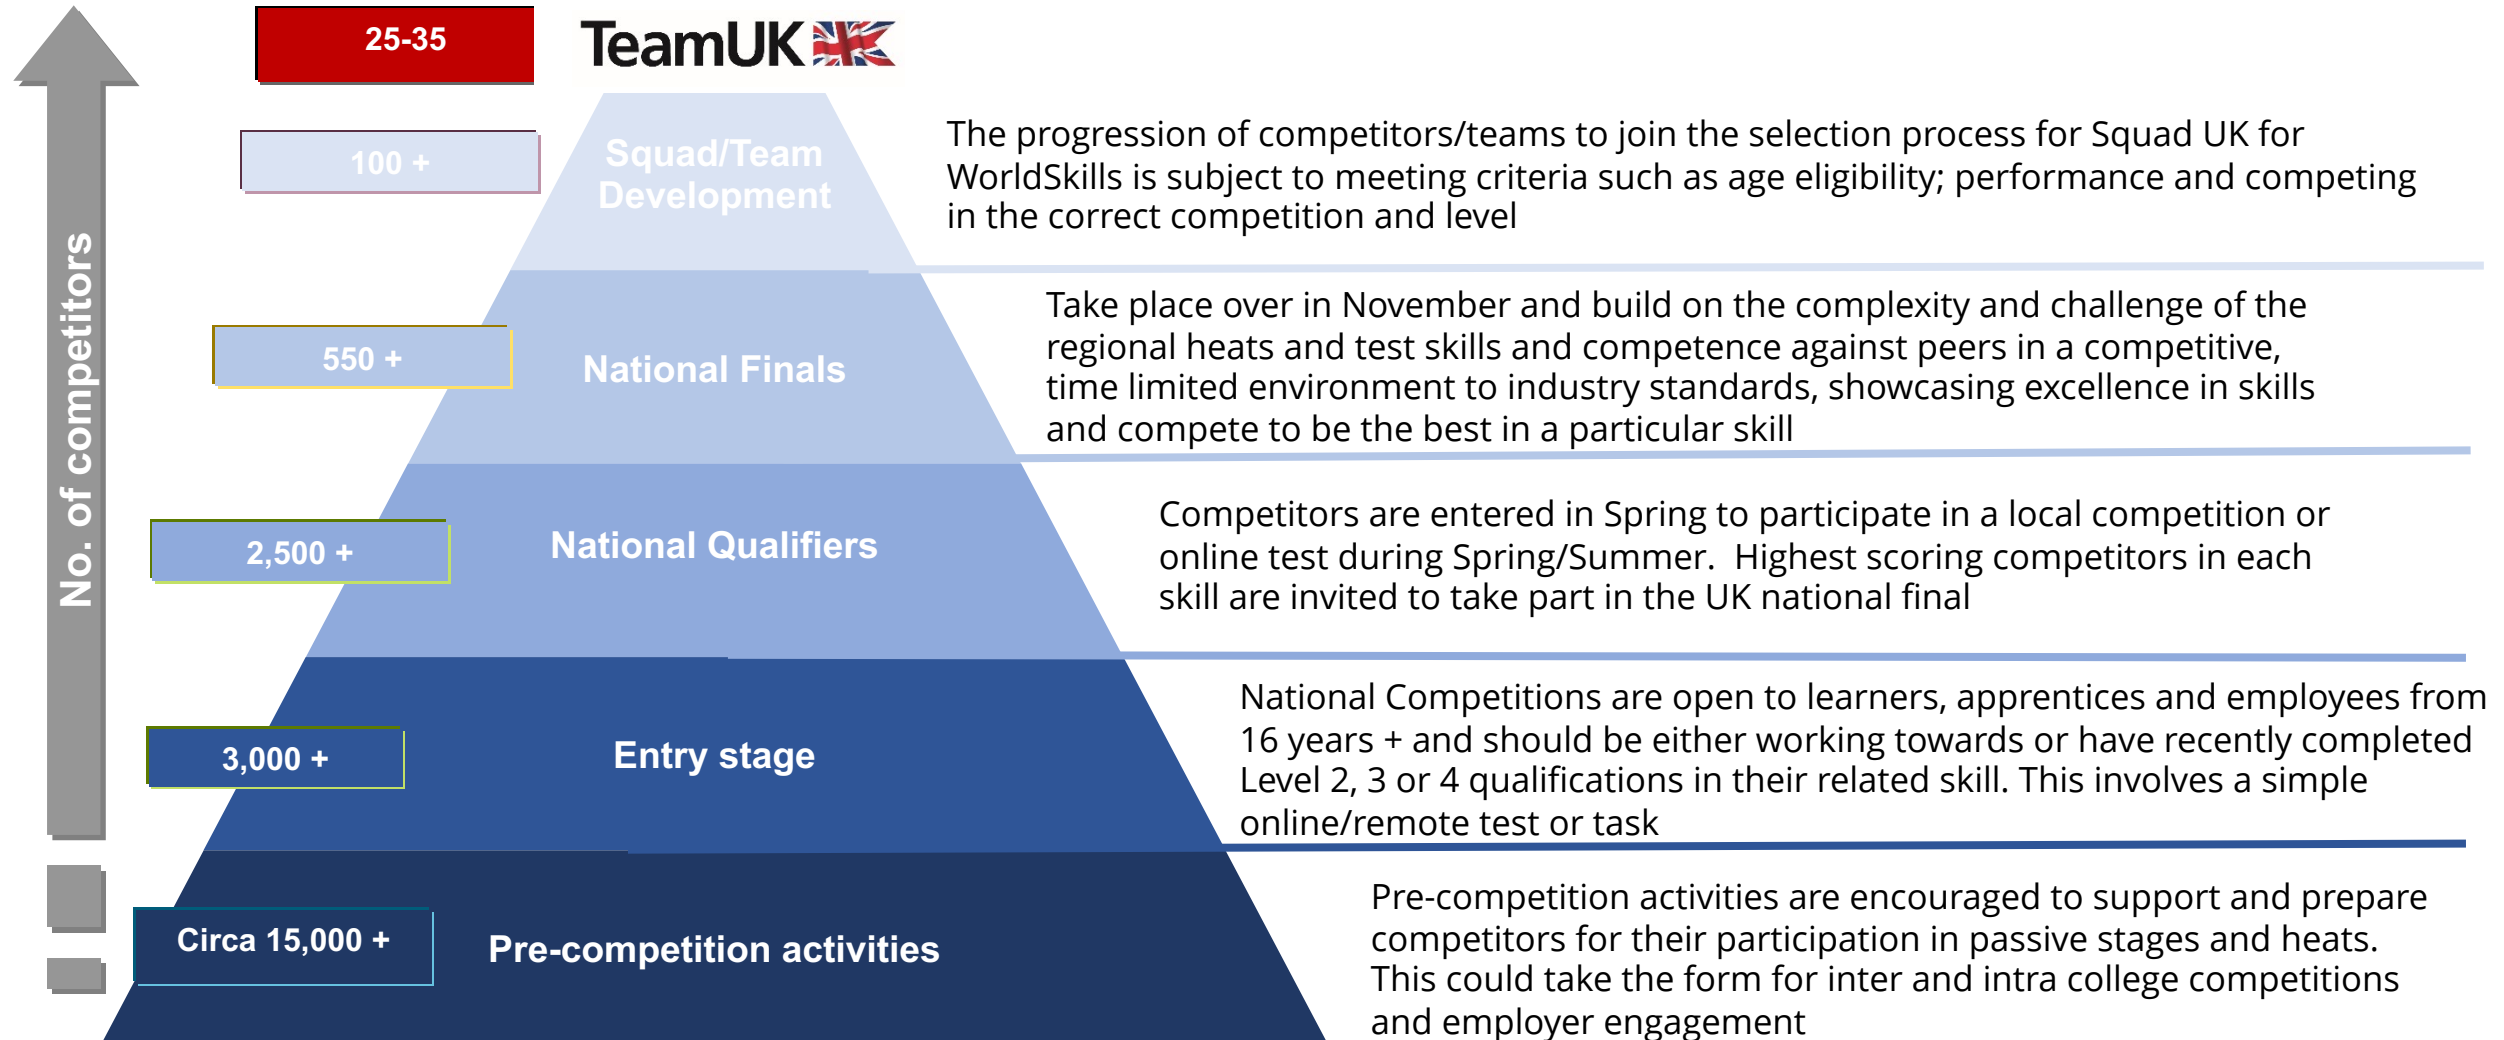 25-35
TeamUK
100 +
Squad/Team
Development
The progression of competitors/teams to join the selection process for Squad UK for
WorldSkills is subject to meeting criteria such as age eligibility; performance and competing
in the correct competition and level
No. of competitors
550 +
National Finals
Take place over in November and build on the complexity and challenge of the
regional heats and test skills and competence against peers in a competitive,
time limited environment to industry standards, showcasing excellence in skills
and compete to be the best in a particular skill
2,500 +
National Qualifiers
Competitors are entered in Spring to participate in a local competition or
online test during Spring/Summer.  Highest scoring competitors in each
skill are invited to take part in the UK national final
3,000 +
Entry stage
National Competitions are open to learners, apprentices and employees from
16 years + and should be either working towards or have recently completed
Level 2, 3 or 4 qualifications in their related skill. This involves a simple
online/remote test or task
Circa 15,000 +
Pre-competition activities
Pre-competition activities are encouraged to support and prepare
competitors for their participation in passive stages and heats.
This could take the form for inter and intra college competitions
and employer engagement